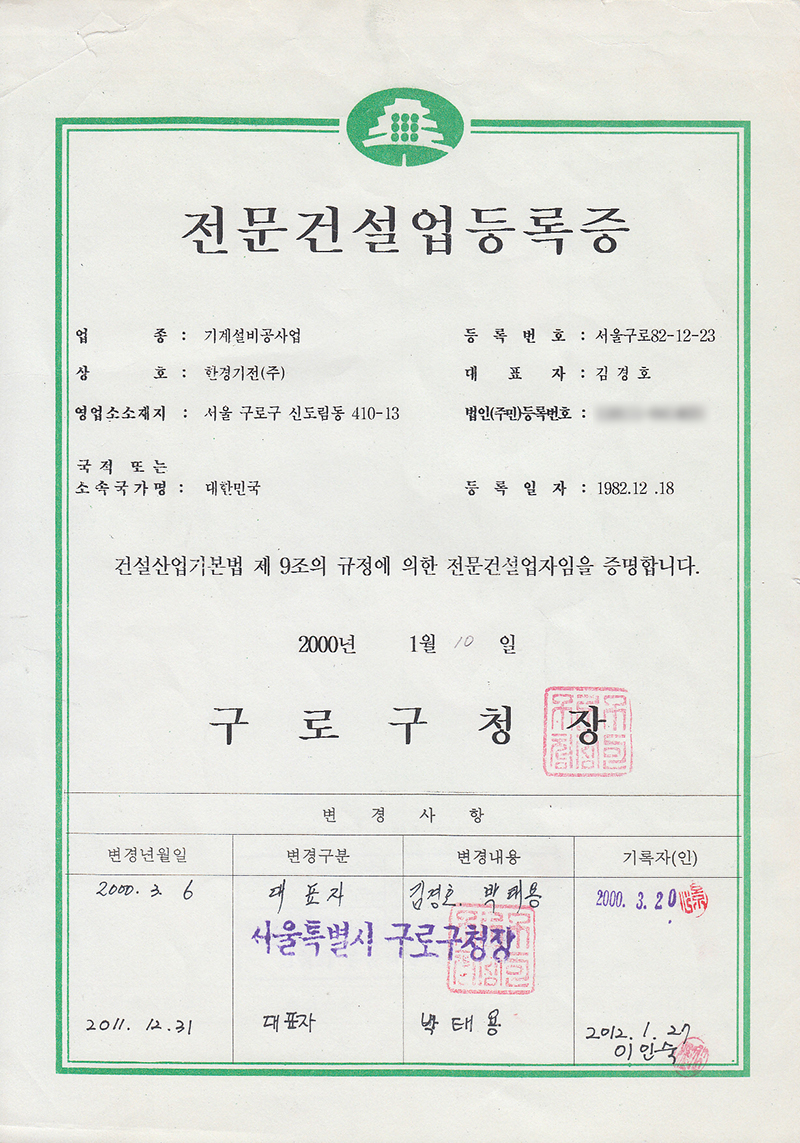 전문건설업등록증
업 종 : 기계설비공사업 등 록 번 호 : 서울구로82-12-23
상 호 : 한경기전(주) 대 표 자 : 김 경 호
영업소소재지 : 서울 구로구 신도림동 410-13 법인(주민)등록번호 :
국 적 또 는
소속국가명 : 대한민국 등 록 일 자 : 1982.12 .18
건설산업기본법 제 9조의 규정에 의한 전문건설업자임을 증명합니다.
2000년 1월 10 일
구 로 구 청 장
변 경 사 항
변경년월일 변경구분 변경내용 기록자(인)
2000. 3. 6 대 표 자 김경호. 박태용 2000. 3. 20
서울특별시 구로구청장
2011. 12. 31 대표자 박 태 용 2012. 1. 27
이인숙